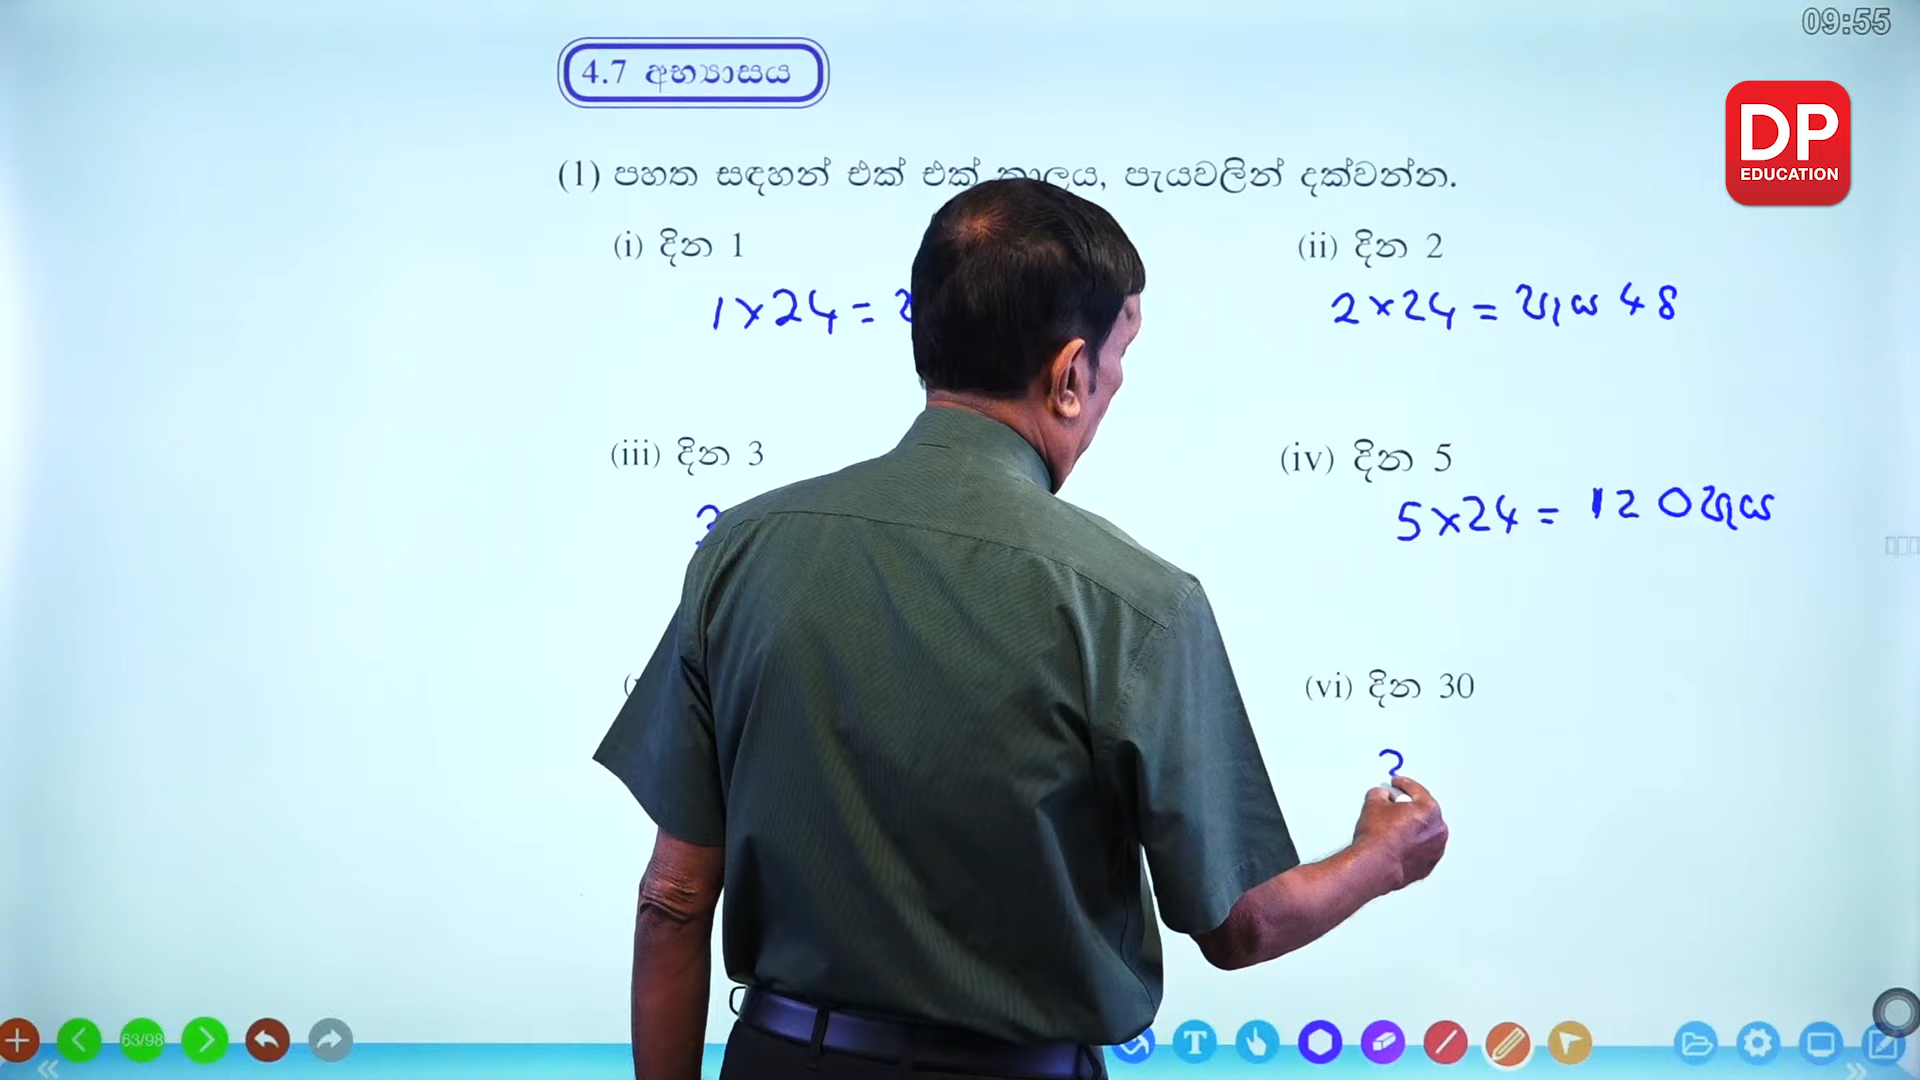 09:55
4.7 අභ්‍යාසය
DP
EDUCATION
(1) පහත සඳහන් එක් එක් කාලය, පැයවලින් දක්වන්න.
(i) දින 1
(ii) දින 2
1 × 24 =
2 × 24 = පැය 48
(iii) දින 3
(iv) දින 5
3
5 × 24 = 120 පැය
(vi) දින 30
63/98
T